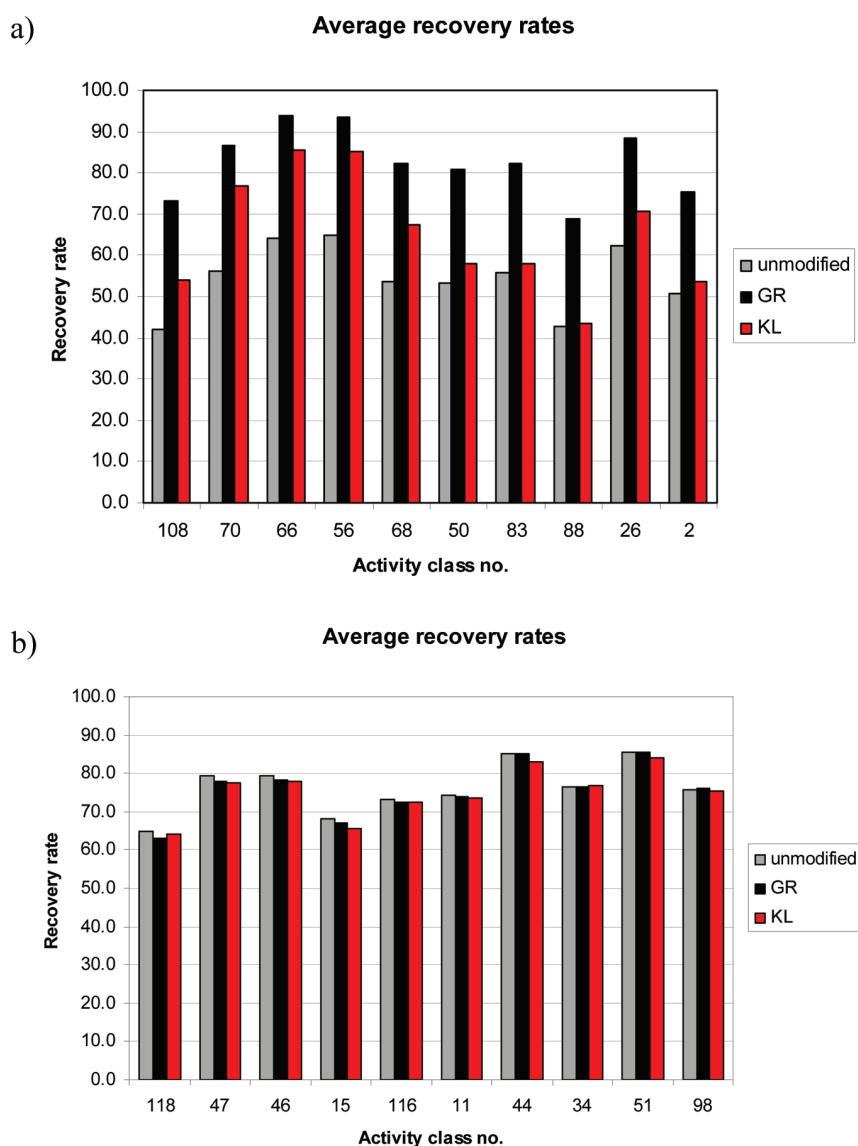 a)
Average recovery rates
100.0
90.0
80.0
70.0
60.0
50.0
40.0
30.0
20.0
10.0
0.0
Recovery rate
108 70 66 56 68 50 83 88 26 2
Activity class no.
unmodified
GR
KL
b)
Average recovery rates
100.0
90.0
80.0
70.0
60.0
50.0
40.0
30.0
20.0
10.0
0.0
Recovery rate
118 47 46 15 116 11 44 34 51 98
Activity class no.
unmodified
GR
KL